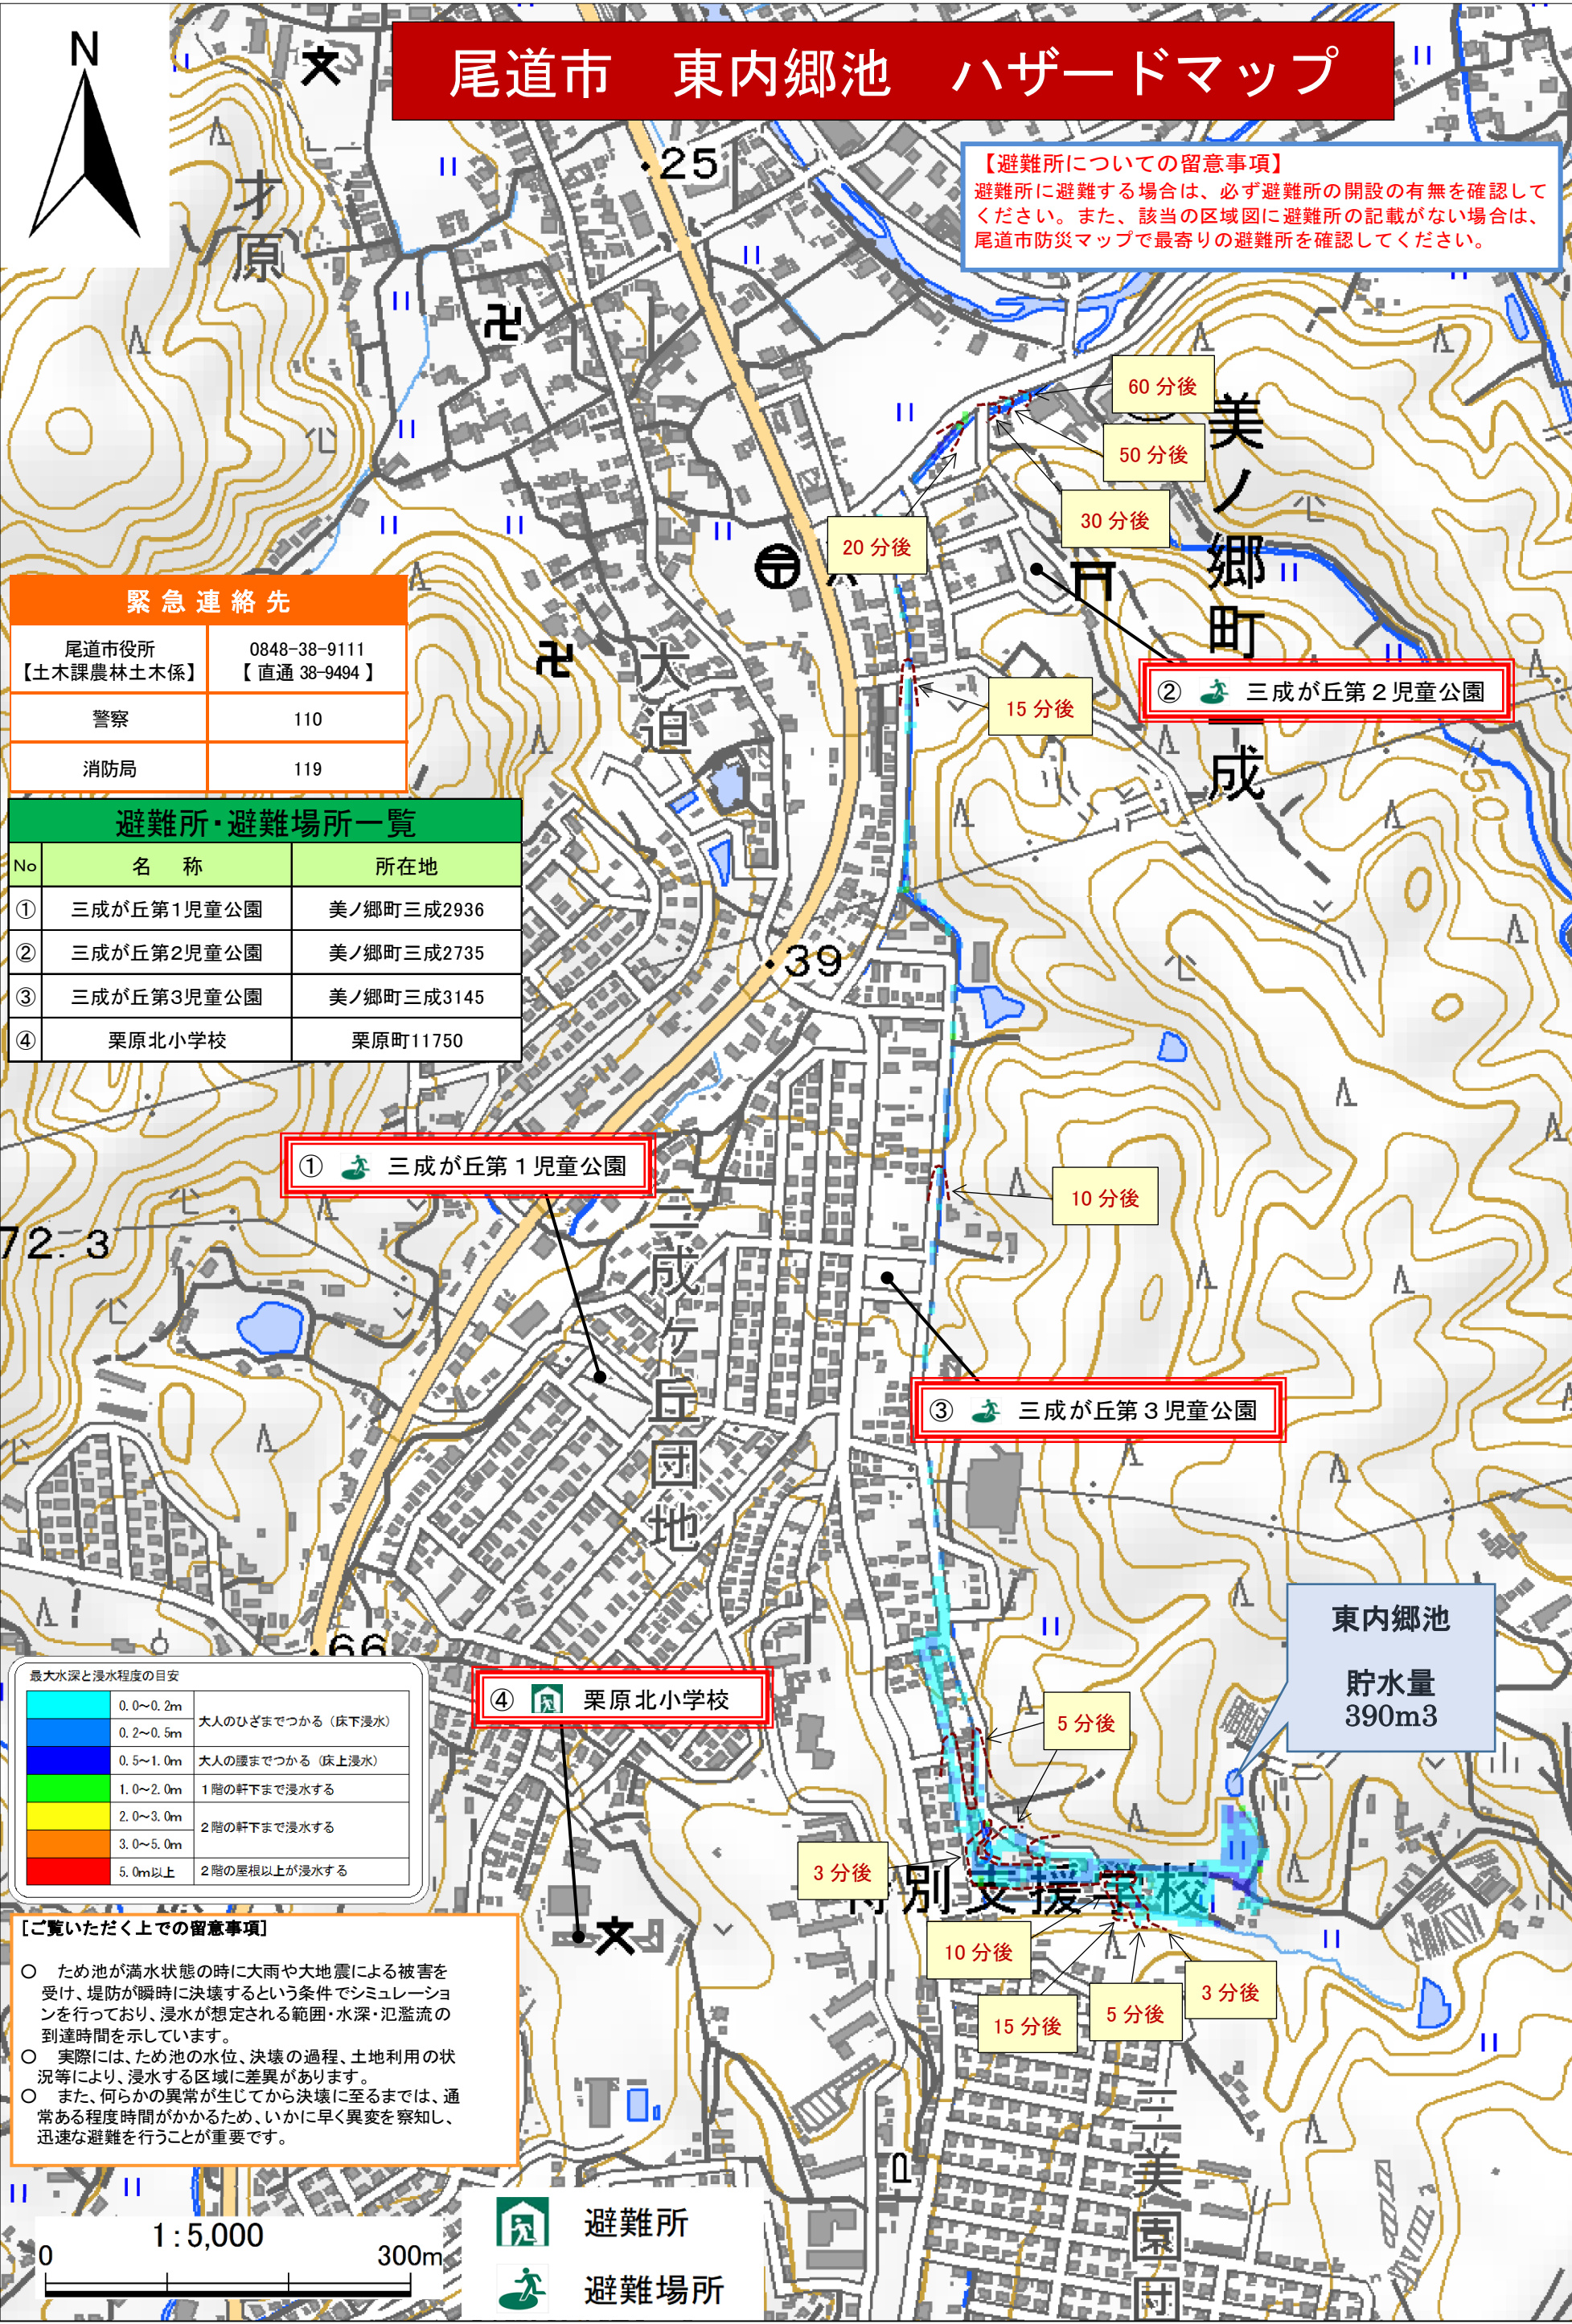 N
尾道市　東内郷池　ハザードマップ
【避難所についての留意事項】
避難所に避難する場合は、必ず避難所の開設の有無を確認して
ください。また、該当の区域図に避難所の記載がない場合は、
尾道市防災マップで最寄りの避難所を確認してください。
25
才原
60 分後
50 分後
30 分後
20 分後
美ノ郷町
成
緊急連絡先
尾道市役所
【土木課農林土木係】
0848-38-9111
【 直通 38-9494 】
警察 110
消防局 119
大迫
② 三成が丘第２児童公園
15 分後
50
避難所・避難場所一覧
No 名　称 所在地
① 三成が丘第1児童公園 美ノ郷町三成2936
② 三成が丘第2児童公園 美ノ郷町三成2735
③ 三成が丘第3児童公園 美ノ郷町三成3145
④ 栗原北小学校 栗原町11750
39
① 三成が丘第１児童公園
10 分後
72.3
三成ケ丘団地
③ 三成が丘第３児童公園
66
東内郷池
貯水量
390m3
最大水深と浸水程度の目安
0.0～0.2m
0.2～0.5m
大人のひざまでつかる（床下浸水）
0.5～1.0m 大人の腰までつかる（床上浸水）
1.0～2.0m １階の軒下まで浸水する
2.0～3.0m
3.0～5.0m
２階の軒下まで浸水する
5.0m以上 ２階の屋根以上が浸水する
④ 栗原北小学校
5 分後
3 分後
特別支援学校
10 分後
15 分後
5 分後
3 分後
［ご覧いただく上での留意事項］
○　ため池が満水状態の時に大雨や大地震による被害を
受け、堤防が瞬時に決壊するという条件でシミュレーショ
ンを行っており、浸水が想定される範囲・水深・氾濫流の
到達時間を示しています。
○　実際には、ため池の水位、決壊の過程、土地利用の状
況等により、浸水する区域に差異があります。
○　また、何らかの異常が生じてから決壊に至るまでは、通
常ある程度時間がかかるため、いかに早く異変を察知し、
迅速な避難を行うことが重要です。
三美園団
1:5,000
0 300m
避難所
避難場所